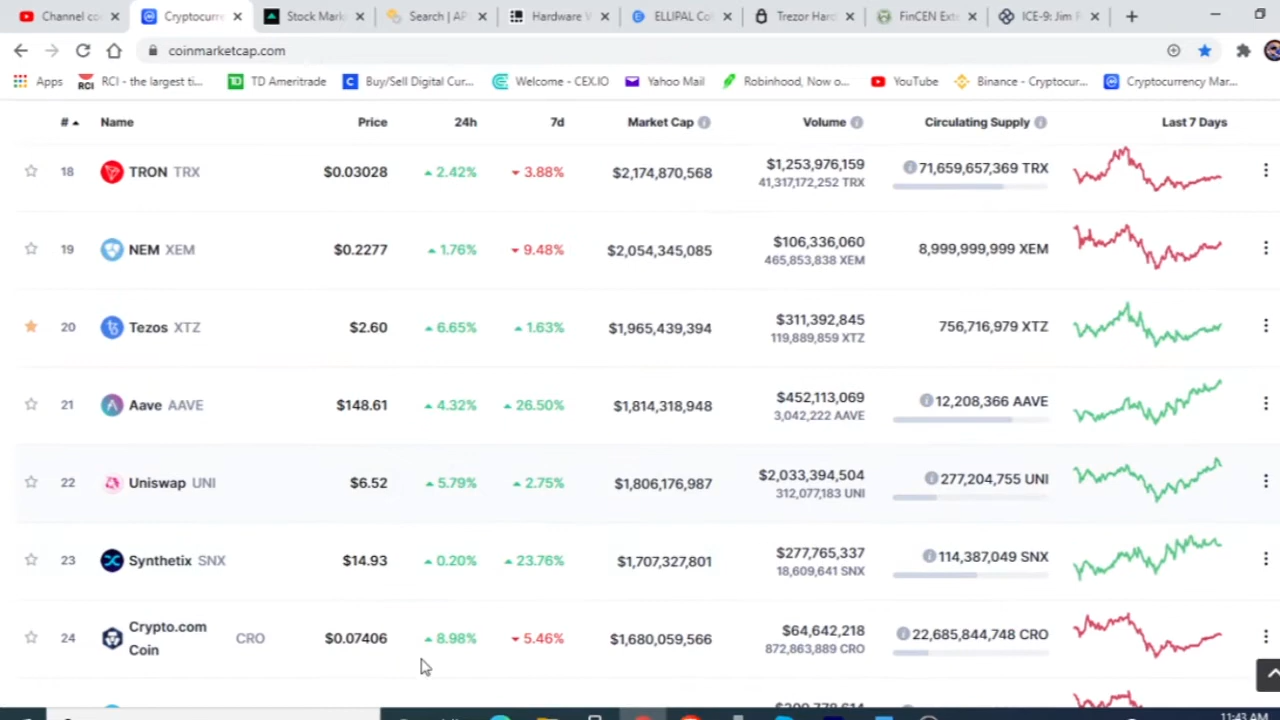 Channel co
Cryptocurr
Stock Mark
Search | AP
Hardware W
ELLIPAL Co
Trezor Hard
FinCEN Exte
ICE-9: Jim R
coinmarketcap.com
Apps
RCI - the largest ti...
TD Ameritrade
Buy/Sell Digital Cur...
Welcome - CEX.IO
Yahoo Mail
Robinhood, Now o...
YouTube
Binance - Cryptocur...
Cryptocurrency Mar...
# Name Price 24h 7d Market Cap Volume Circulating Supply Last 7 Days
18 TRON TRX $0.03028 2.42% 3.88% $2,174,870,568 $1,253,976,159 71,659,657,369 TRX
41,317,172,252 TRX
19 NEM XEM $0.2277 1.76% 9.48% $2,054,345,085 $106,336,060 8,999,999,999 XEM
465,853,838 XEM
20 Tezos XTZ $2.60 6.65% 1.63% $1,965,439,394 $311,392,845 756,716,979 XTZ
119,889,859 XTZ
21 Aave AAVE $148.61 4.32% 26.50% $1,814,318,948 $452,113,069 12,208,366 AAVE
3,042,222 AAVE
22 Uniswap UNI $6.52 5.79% 2.75% $1,806,176,987 $2,033,394,504 277,204,755 UNI
312,077,183 UNI
23 Synthetix SNX $14.93 0.20% 23.76% $1,707,327,801 $277,765,337 114,387,049 SNX
18,609,641 SNX
24 Crypto.com Coin CRO $0.07406 8.98% 5.46% $1,680,059,566 $64,642,218 22,685,844,748 CRO
872,863,889 CRO
11:43 AM